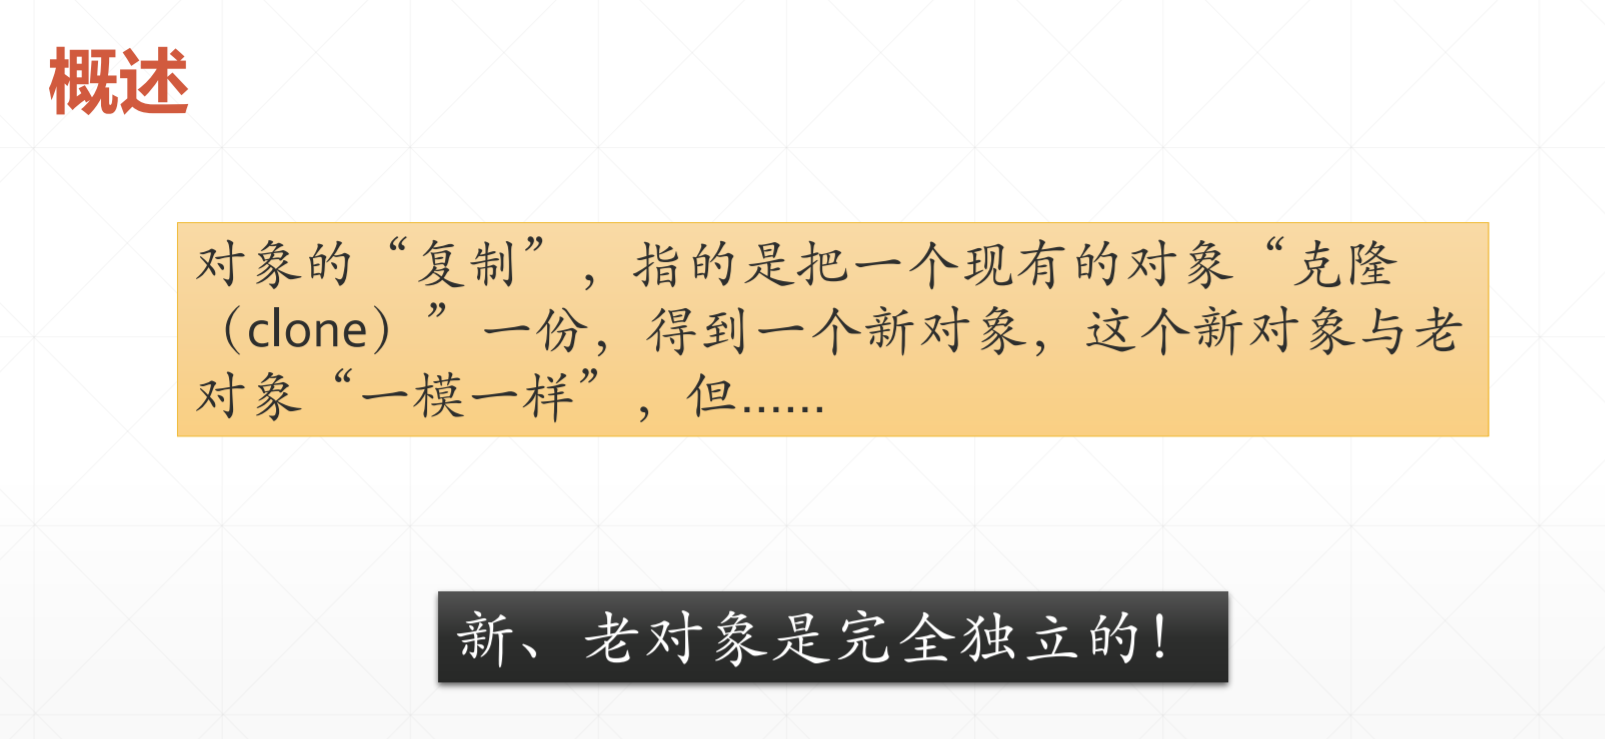 概述
对象的“复制”，指的是把一个现有的对象“克隆
（clone）”一份，得到一个新对象，这个新对象与老
对象“一模一样”，但……
新、老对象是完全独立的！